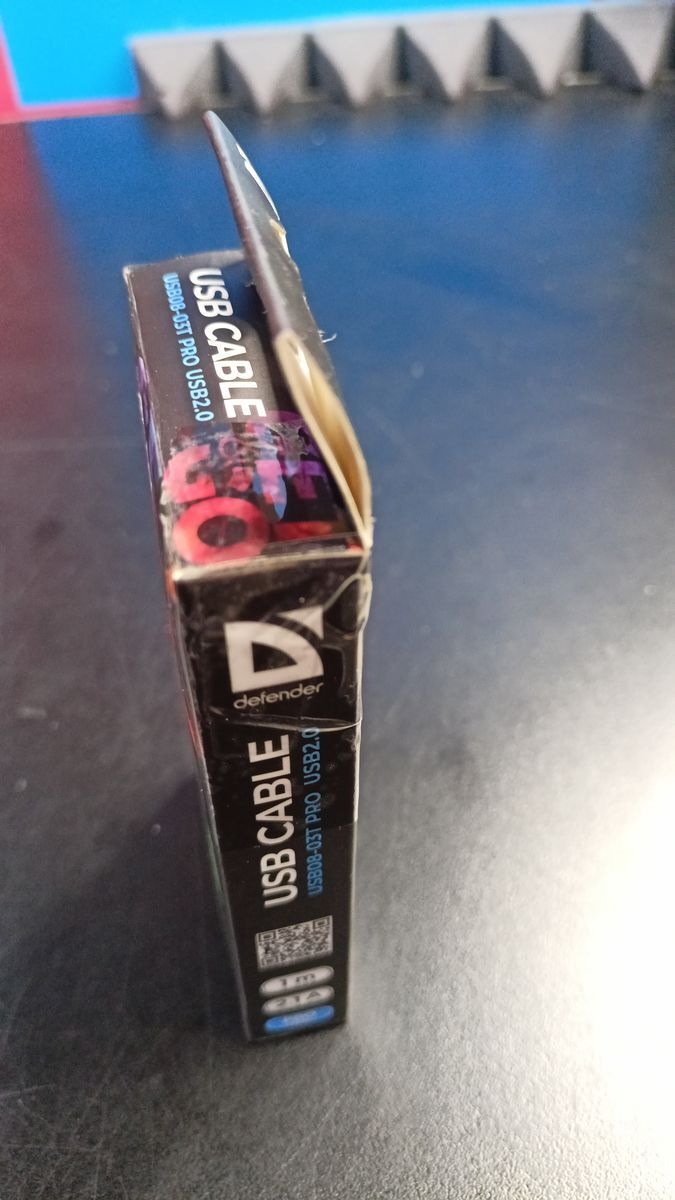 USB CABLE
USB08-03T PRO USB2.0
defender
USB CABLE
USB08-03T PRO USB2.0
1 m
2.1A